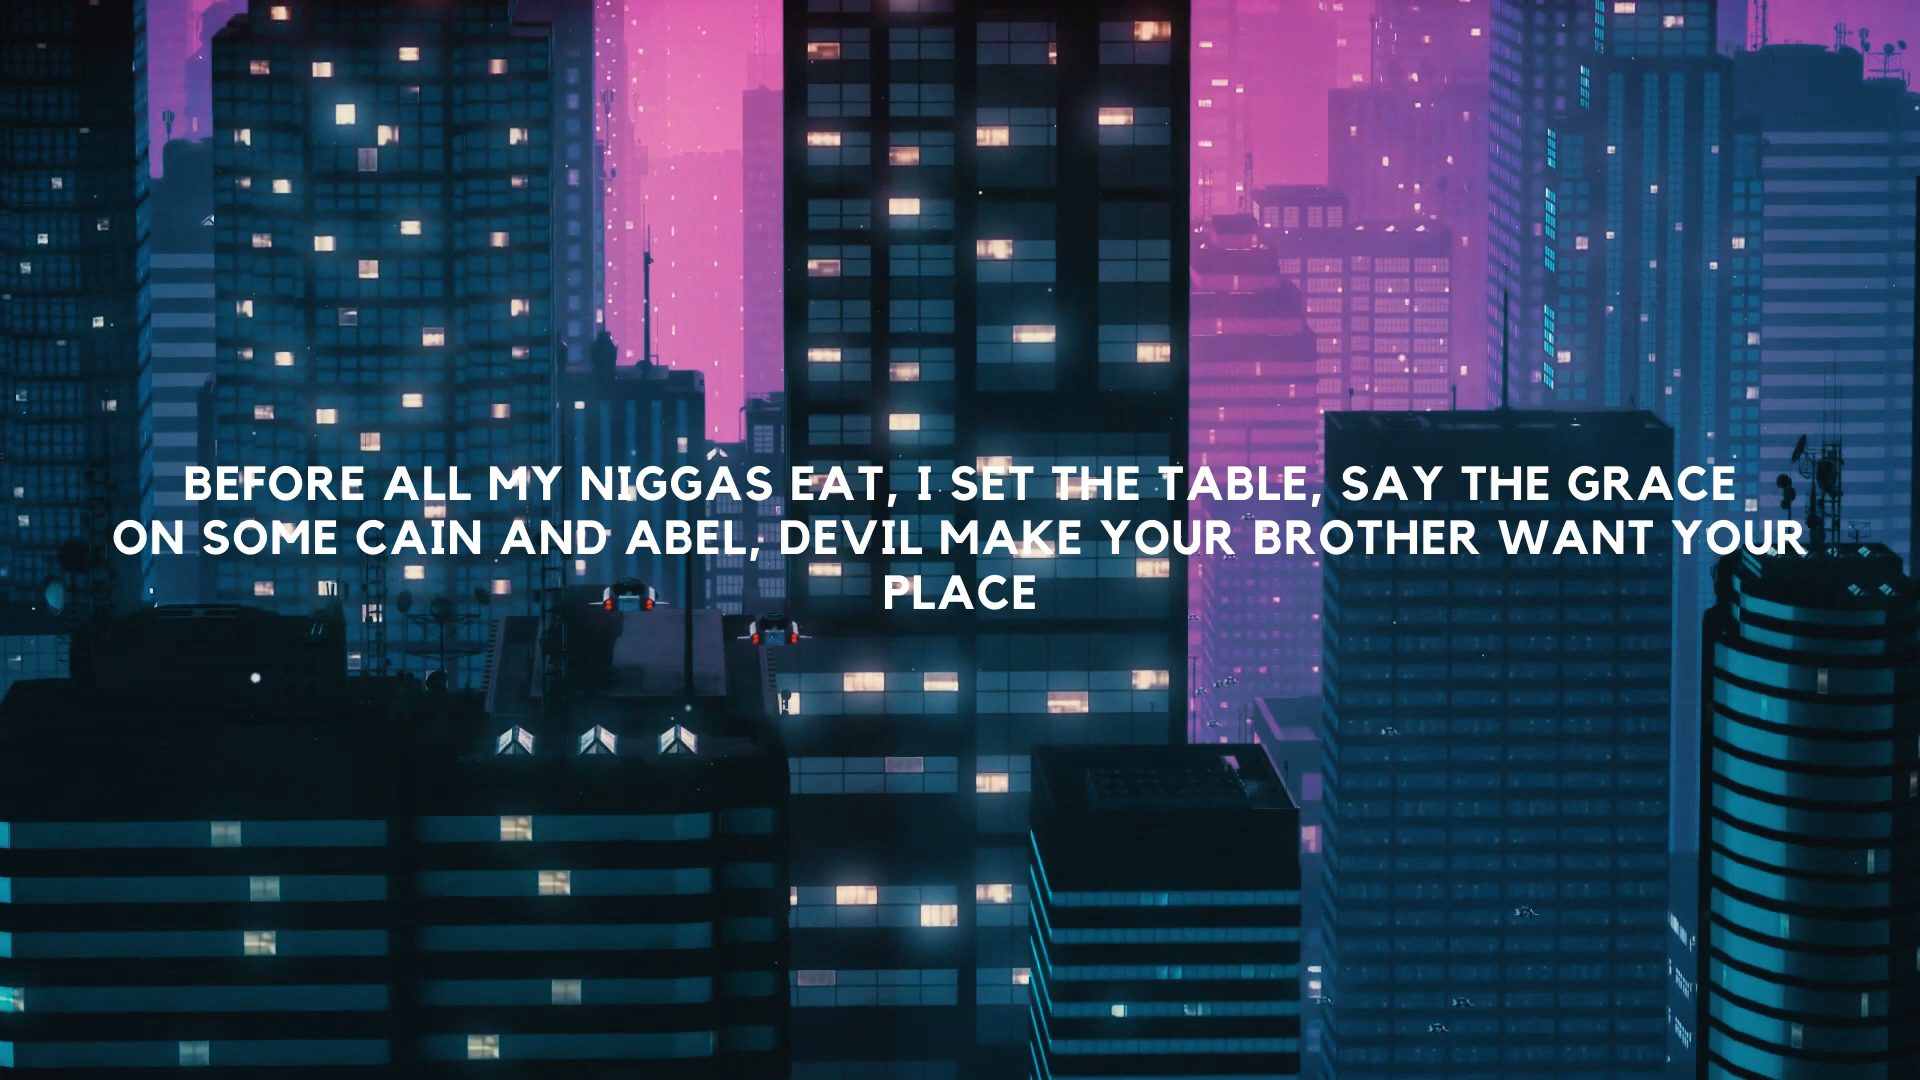 BEFORE ALL MY NIGGAS EAT, I SET THE TABLE, SAY THE GRACE
ON SOME CAIN AND ABEL, DEVIL MAKE YOUR BROTHER WANT YOUR
PLACE